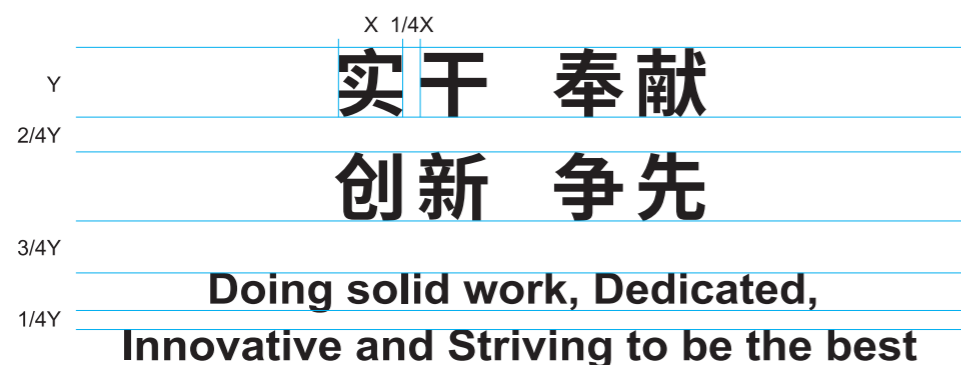 X 1/4X
实干 奉献
Y
2/4Y
创新 争先
3/4Y
Doing solid work, Dedicated,
1/4Y
Innovative and Striving to be the best